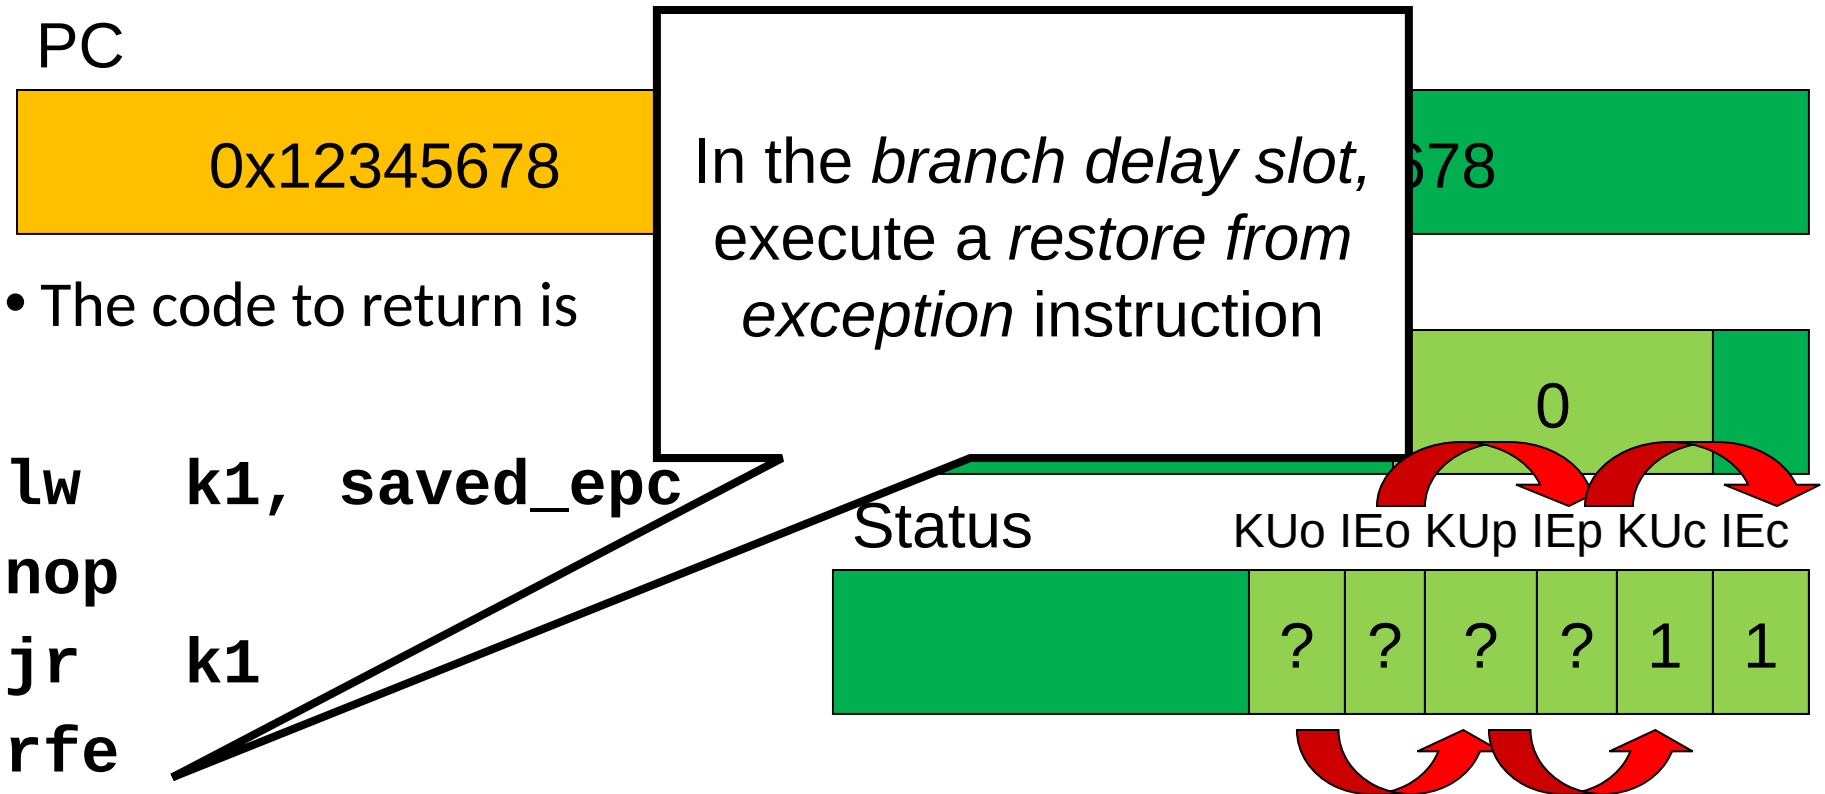 PC
0x12345678
In the branch delay slot,
execute a restore from
exception instruction
678
• The code to return is
0
lw k1, saved_epc
nop
jr k1
rfe
Status
KUo IEo KUp IEp KUc IEc
? ? ? ? 1 1